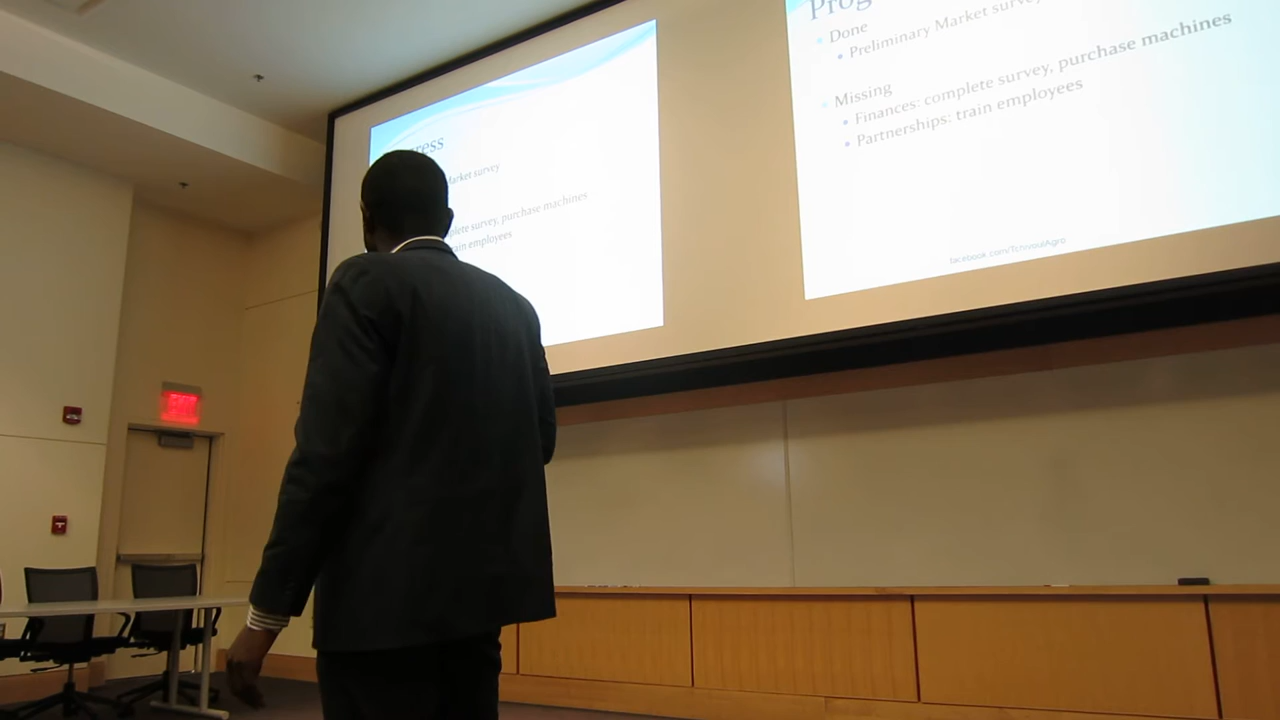 ress
Market survey
plete survey, purchase machines
train employees
Prog
Done
Preliminary Market survey
Missing
Finances: complete survey, purchase machines
Partnerships: train employees